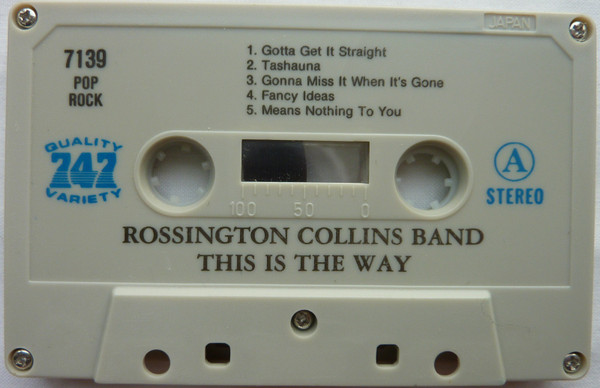 JAPAN
7139
POP
ROCK
1. Gotta Get It Straight
2. Tashauna
3. Gonna Miss It When It's Gone
4. Fancy Ideas
5. Means Nothing To You
QUALITY
747
VARIETY
A
STEREO
100 50 0
ROSSINGTON COLLINS BAND
THIS IS THE WAY